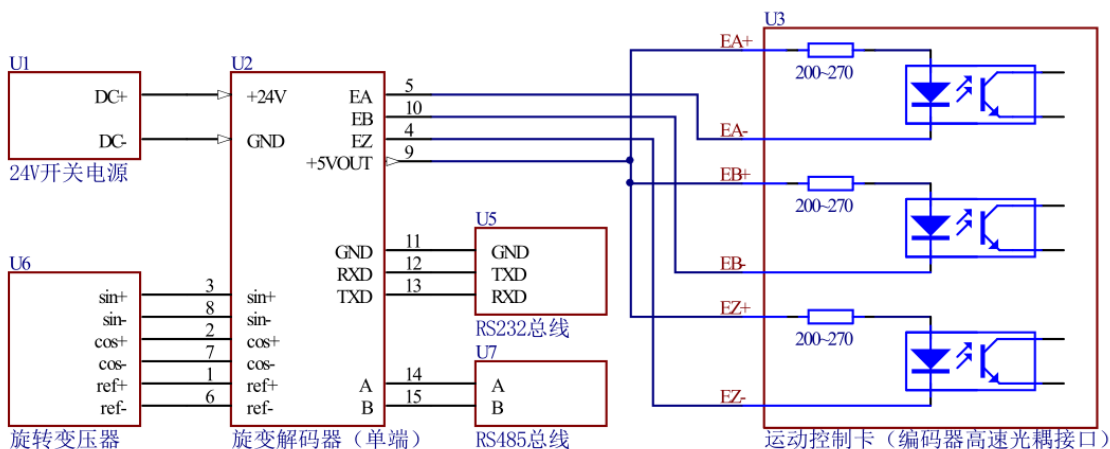 U1
DC+
DC-
24V开关电源
U6
sin+
sin-
cos+
cos-
ref+
ref-
旋转变压器
3
8
2
7
1
6
U2
+24V
GND
sin+
sin-
cos+
cos-
ref+
ref-
EA
EB
EZ
+5VOUT
GND
RXD
TXD
A
B
旋变解码器（单端）
5
10
4
9
11
12
13
14
15
U5
GND
TXD
RXD
RS232总线
U7
A
B
RS485总线
U3
EA+
200~270
EA-
EB+
200~270
EB-
EZ+
200~270
EZ-
运动控制卡（编码器高速光耦接口）